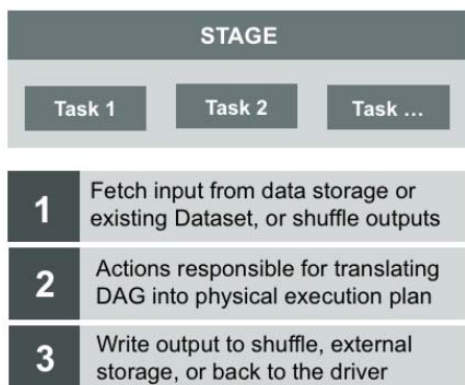 STAGE
Task 1
Task 2
Task ...
1
Fetch input from data storage or
existing Dataset, or shuffle outputs
2
Actions responsible for translating
DAG into physical execution plan
3
Write output to shuffle, external
storage, or back to the driver